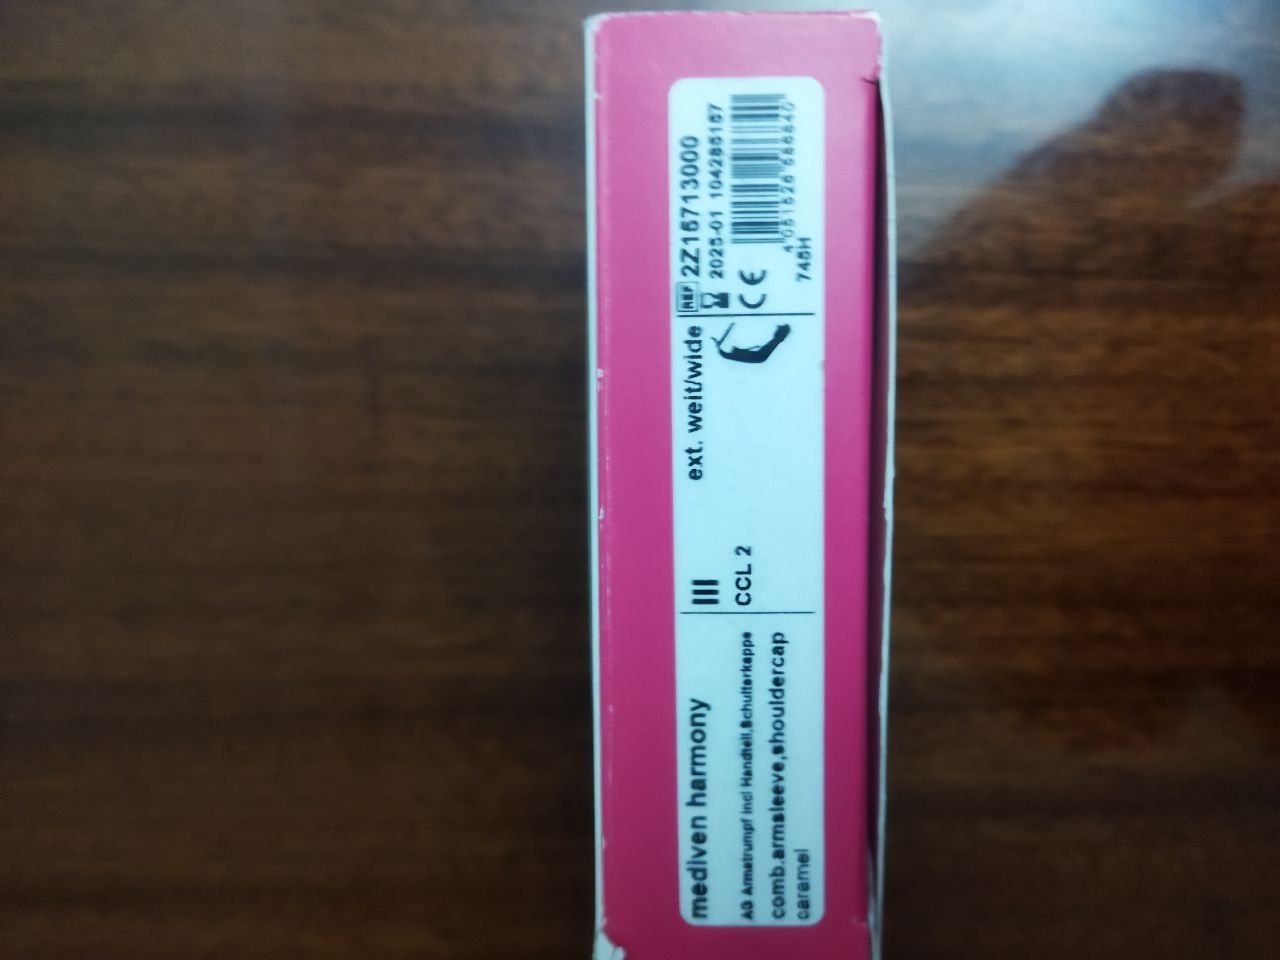 mediven harmony
AG Armstrumpf incl Handteil,Schulterkappe
comb.armsleeve,shouldercap
caramel
III
CCL 2
ext. weit/wide
REF 2Z15713000
2025-01 104285157
CE
745H